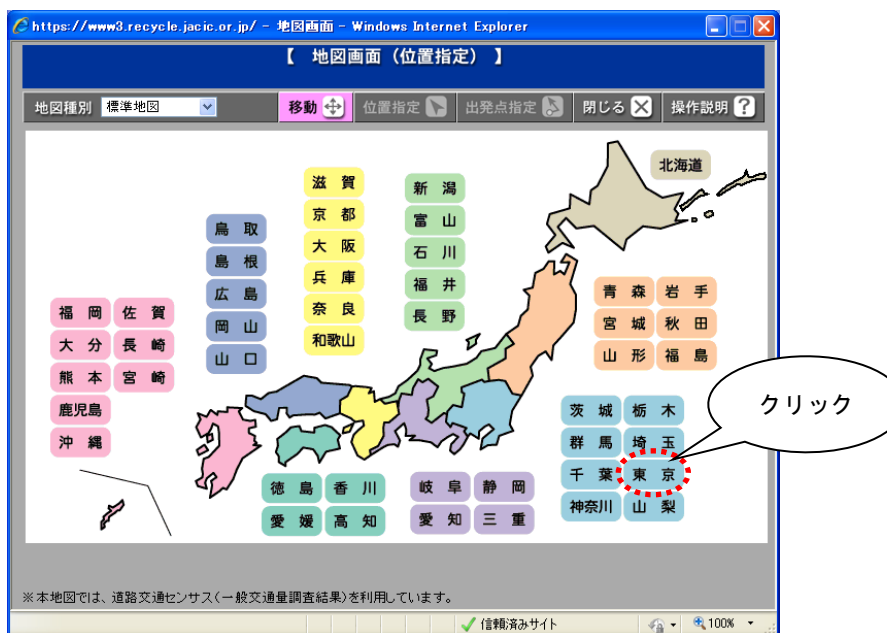 https://www3.recycle.jacic.or.jp/ - 地図画面 - Windows Internet Explorer
【 地図画面（位置指定） 】
地図種別 標準地図 移動 位置指定 出発点指定 閉じる 操作説明
北海道
滋賀
京都
大阪
兵庫
奈良
和歌山
新潟
富山
石川
福井
長野
鳥取
島根
広島
岡山
山口
青森 岩手
宮城 秋田
山形 福島
福岡 佐賀
大分 長崎
熊本 宮崎
鹿児島
沖縄
茨城 栃木
群馬 埼玉
千葉 東京
神奈川 山梨
クリック
徳島 香川
愛媛 高知
岐阜 静岡
愛知 三重
※本地図では、道路交通センサス(一般交通量調査結果)を利用しています。
信頼済みサイト 100%